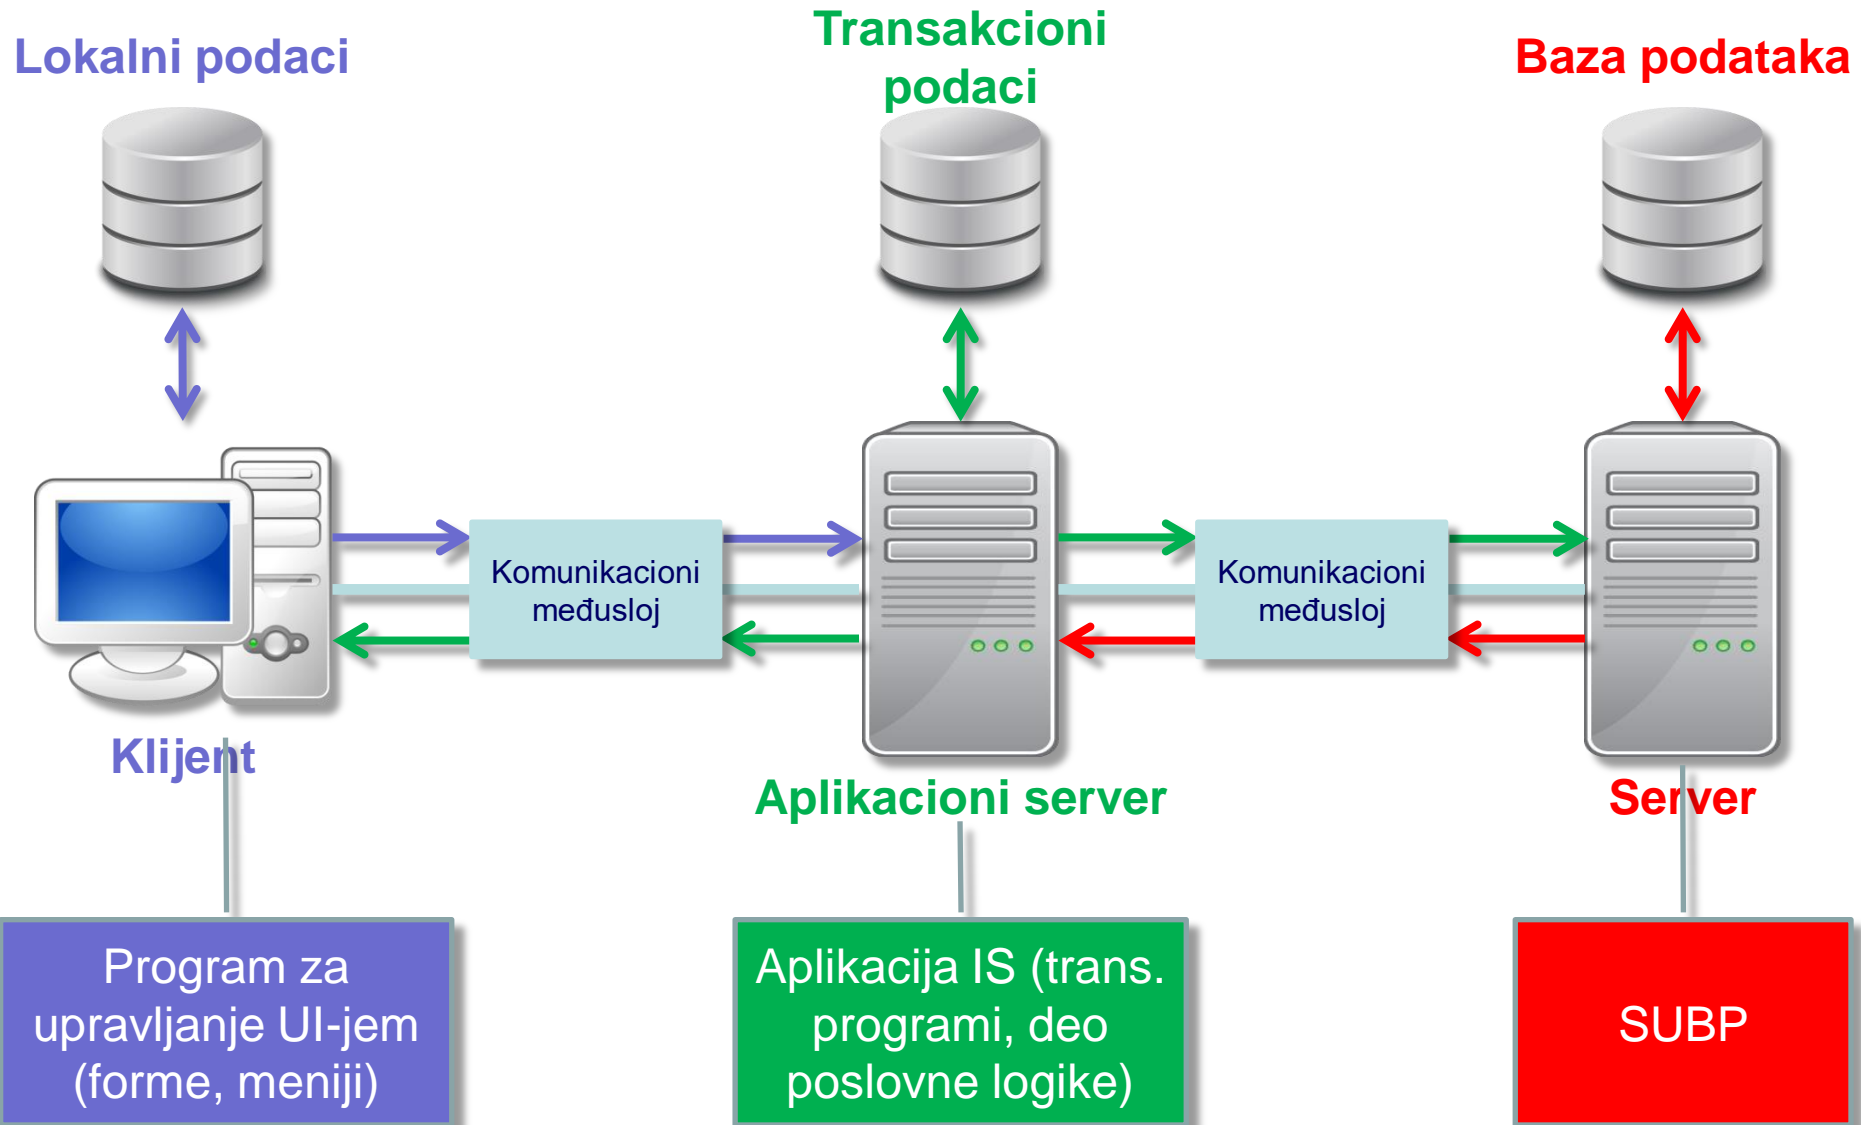 Lokalni podaci
Transakcioni
podaci
Baza podataka
Komunikacioni
međusloj
Komunikacioni
međusloj
Klijent
Aplikacioni server
Server
Program za
upravljanje UI-jem
(forme, meniji)
Aplikacija IS (trans.
programi, deo
poslovne logike)
SUBP